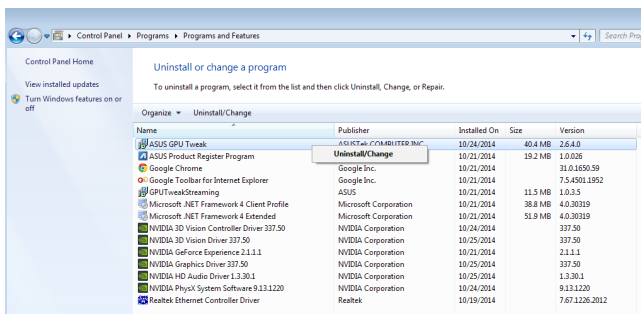 Control Panel ▸ Programs ▸ Programs and Features
Search Pro
Control Panel Home
View installed updates
Turn Windows features on or
off
Uninstall or change a program
To uninstall a program, select it from the list and then click Uninstall, Change, or Repair.
Organize Uninstall/Change
Name Publisher Installed On Size Version
ASUS GPU Tweak ASUSTek COMPUTER INC. 10/24/2014 40.4 MB 2.6.4.0
Uninstall/Change
ASUS Product Register Program 10/21/2014 19.2 MB 1.0.026
Google Chrome Google Inc. 10/21/2014 31.0.1650.59
Google Toolbar for Internet Explorer Google Inc. 10/21/2014 7.5.4501.1952
GPUTweakStreaming ASUS 10/21/2014 11.5 MB 1.0.3.5
Microsoft .NET Framework 4 Client Profile Microsoft Corporation 10/21/2014 38.8 MB 4.0.30319
Microsoft .NET Framework 4 Extended Microsoft Corporation 10/21/2014 51.9 MB 4.0.30319
NVIDIA 3D Vision Controller Driver 337.50 NVIDIA Corporation 10/24/2014 337.50
NVIDIA 3D Vision Driver 337.50 NVIDIA Corporation 10/25/2014 337.50
NVIDIA GeForce Experience 2.1.1.1 NVIDIA Corporation 10/21/2014 2.1.1.1
NVIDIA Graphics Driver 337.50 NVIDIA Corporation 10/25/2014 337.50
NVIDIA HD Audio Driver 1.3.30.1 NVIDIA Corporation 10/25/2014 1.3.30.1
NVIDIA PhysX System Software 9.13.1220 NVIDIA Corporation 10/24/2014 9.13.1220
Realtek Ethernet Controller Driver Realtek 10/19/2014 7.67.1226.2012